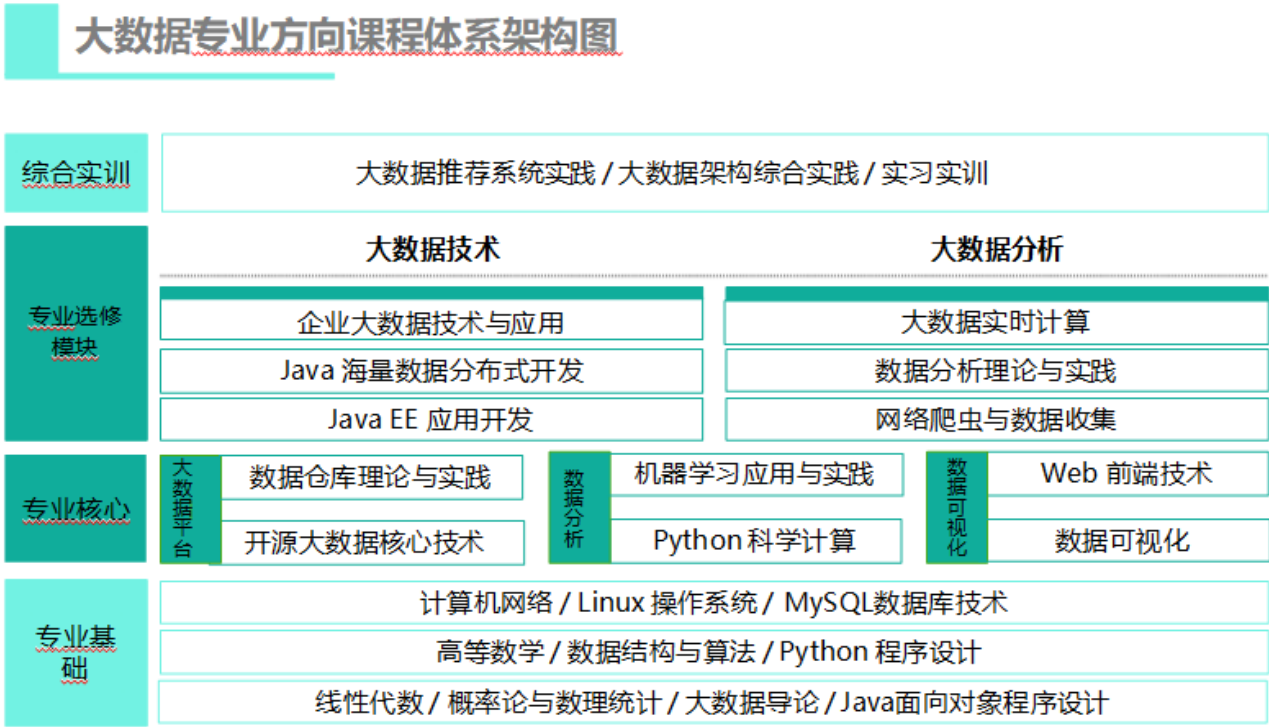 大数据专业方向课程体系架构图
综合实训
大数据推荐系统实践 / 大数据架构综合实践 / 实习实训
专业选修
模块
大数据技术
大数据分析
企业大数据技术与应用
大数据实时计算
Java 海量数据分布式开发
数据分析理论与实践
Java EE 应用开发
网络爬虫与数据收集
专业核心
大数据平台
数据仓库理论与实践
开源大数据核心技术
数据分析
机器学习应用与实践
Python 科学计算
数据可视化
Web 前端技术
数据可视化
专业基
础
计算机网络 / Linux 操作系统 / MySQL数据库技术
高等数学 / 数据结构与算法 / Python 程序设计
线性代数 / 概率论与数理统计 / 大数据导论 / Java面向对象程序设计